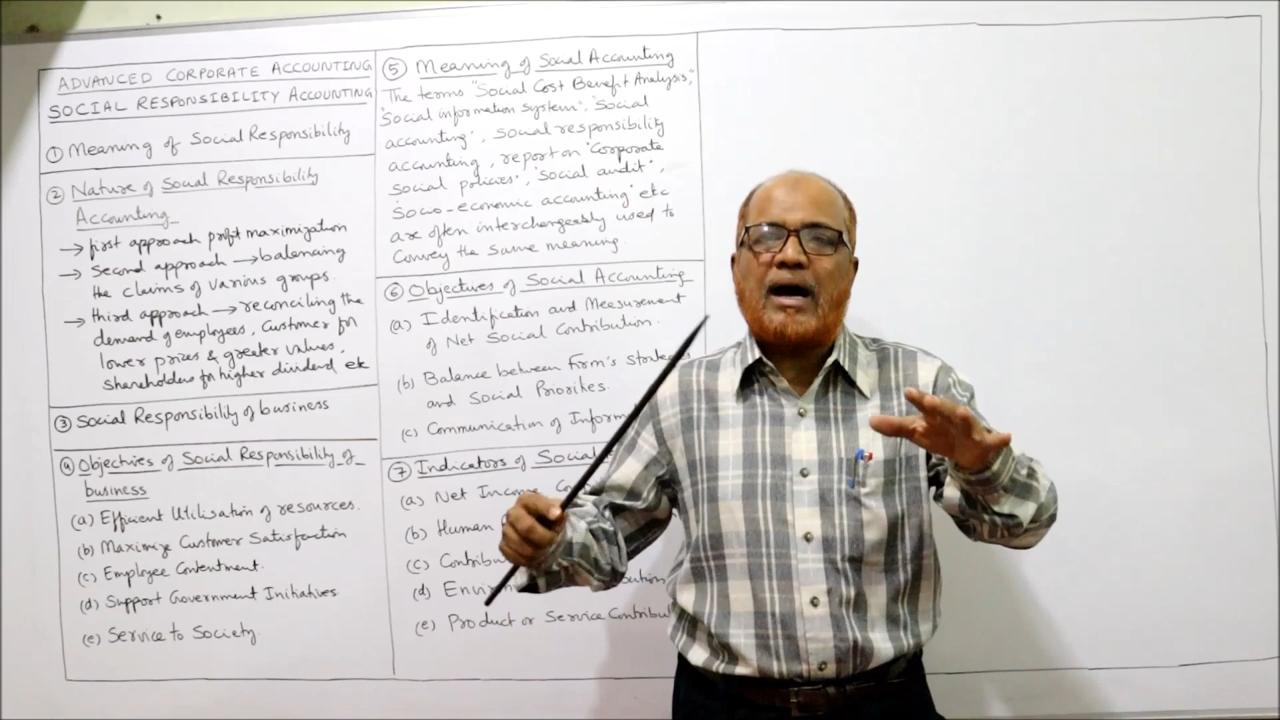 ADVANCED CORPORATE ACCOUNTING
SOCIAL RESPONSIBILITY ACCOUNTING
① Meaning of Social Responsibility
② Nature of Social Responsibility
Accounting
→ first approach profit maximization
→ Second approach → balancing
the claims of various groups.
→ third approach → reconciling the
demand of employees, Customer for
lower prizes & greater values,
shareholders for higher dividend, etc
③ Social Responsibility of business
④ Objectives of Social Responsibility of
business
(a) Efficient Utilisation of resources.
(b) Maximize Customer Satisfaction
(c) Employee Contentment.
(d) Support Government Initiatives
(e) Service to Society.
⑤ Meaning of Social Accounting
The terms "Social Cost Benefit Analysis",
"Social information system", "Social
accounting", Social responsibility
accounting, report on "Corporate
Social policies", "Social audit",
"Socio-economic accounting" etc
are often interchangeably used to
Convey the Same meaning
⑥ Objectives of Social Accounting
(a) Identification and Measurement
of Net Social Contribution.
(b) Balance between Firm's
and Social Priorities.
(c) Communication of
⑦ Indicators of Social
(a) Net Income
(b) Human
(c)
(d)
(e) Product or Service